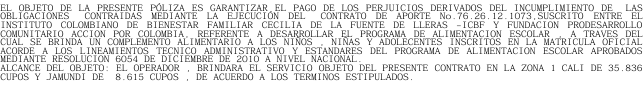 EL OBJETO DE LA PRESENTE PÓLIZA ES GARANTIZAR EL PAGO DE LOS PERJUICIOS DERIVADOS DEL INCUMPLIMIENTO DE LAS
OBLIGACIONES CONTRAIDAS MEDIANTE LA EJECUCIÓN DEL CONTRATO DE APORTE No.76.26.12.1073,SUSCRITO ENTRE EL
INSTITUTO COLOMBIANO DE BIENESTAR FAMILIAR CECILIA DE LA FUENTE DE LLERAS -ICBF Y FUNDACION PRODESARROLLO
COMUNITARIO ACCION POR COLOMBIA, REFERENTE A DESARROLLAR EL PROGRAMA DE ALIMENTACION ESCOLAR , A TRAVES DEL
CUAL SE BRINDA UN COMPLEMENTO ALIMENTARIO A LOS NIÑOS , NIÑAS Y ADOLECENTES INSCRITOS EN LA MATRICULA OFICIAL
ACORDE A LOS LINEAMIENTOS TECNICO ADMINISTRATIVO Y ESTANDARES DEL PROGRAMA DE ALIMENTACION ESCOLAR APROBADOS
MEDIANTE RESOLUCION 6054 DE DICIEMBRE DE 2010 A NIVEL NACIONAL.
ALCANCE DEL OBJETO: EL OPERADOR , BRINDARA EL SERVICIO OBJETO DEL PRESENTE CONTRATO EN LA ZONA 1 CALI DE 35.836
CUPOS Y JAMUNDI DE 8.615 CUPOS , DE ACUERDO A LOS TERMINOS ESTIPULADOS.